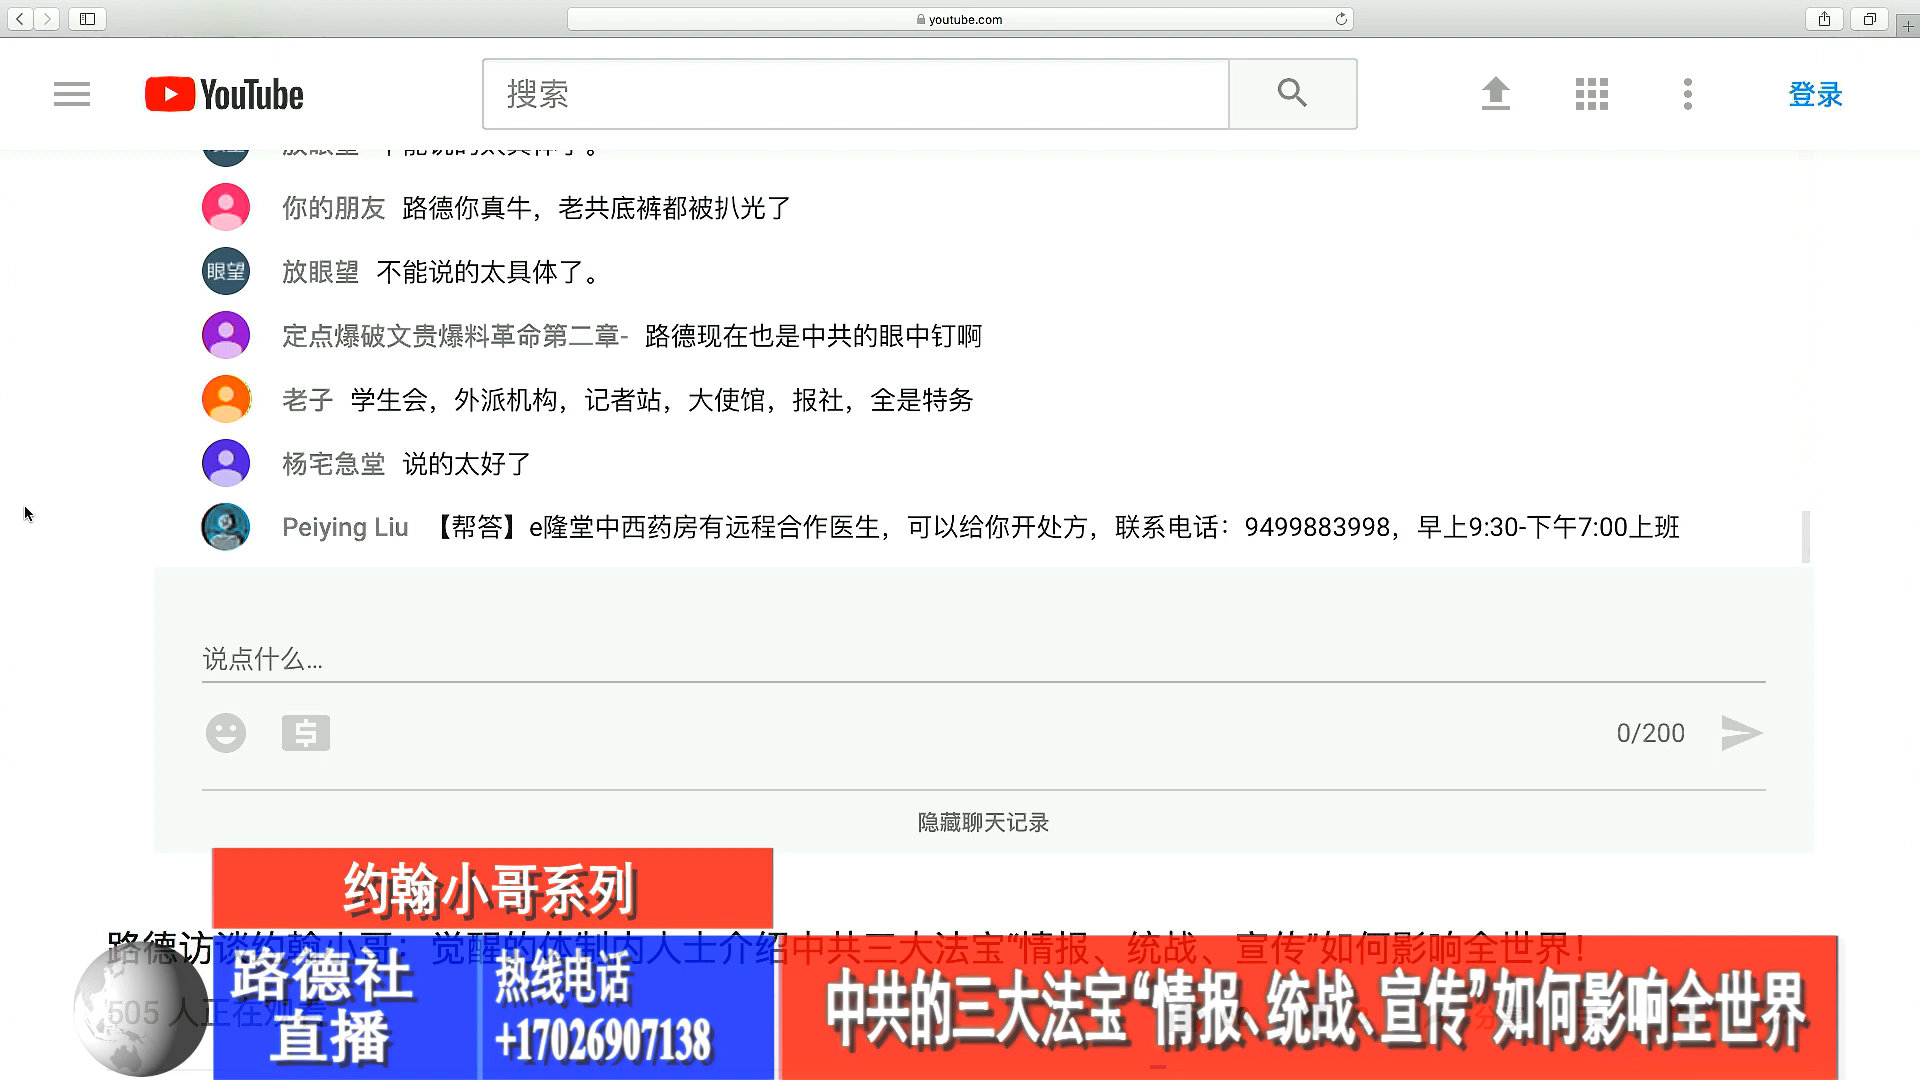 youtube.com
YouTube
搜索
登录
放眼望 不能说的太具体了。
你的朋友 路德你真牛，老共底裤都被扒光了
眼望
放眼望 不能说的太具体了。
定点爆破文贵爆料革命第二章- 路德现在也是中共的眼中钉啊
老子 学生会，外派机构，记者站，大使馆，报社，全是特务
杨宅急堂 说的太好了
Peiying Liu 【帮答】e隆堂中西药房有远程合作医生，可以给你开处方，联系电话：9499883998，早上9:30-下午7:00上班
说点什么...
0/200
隐藏聊天记录
约翰小哥系列
路德访谈约翰小哥：觉醒的体制内人士介绍中共三大法宝“情报、统战、宣传”如何影响全世界！
505 人正在观看
路德社
直播
热线电话
+17026907138
中共的三大法宝“情报、统战、宣传”如何影响全世界